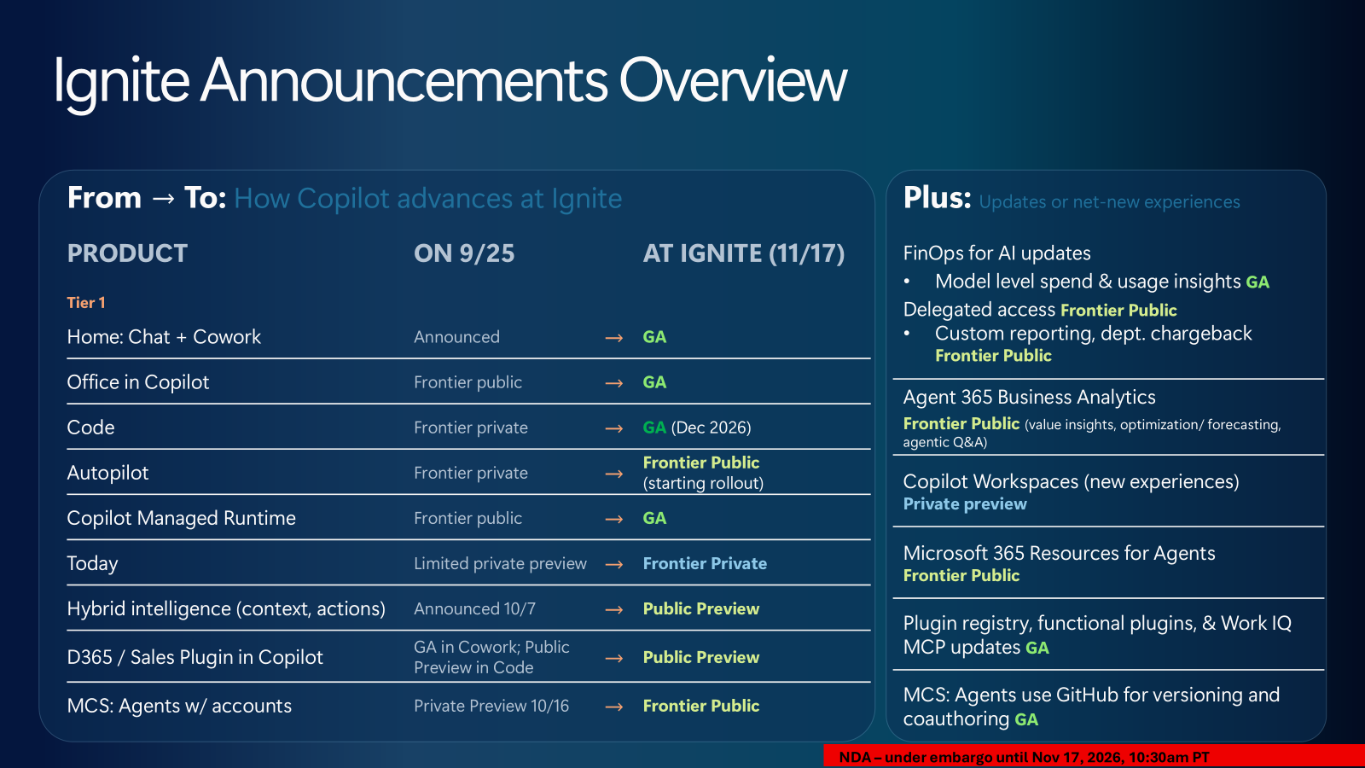 Ignite Announcements Overview
From → To: How Copilot advances at Ignite
PRODUCT ON 9/25 AT IGNITE (11/17)
Tier 1
Home: Chat + Cowork Announced → GA
Office in Copilot Frontier public → GA
Code Frontier private → GA (Dec 2026)
Autopilot Frontier private → Frontier Public
(starting rollout)
Copilot Managed Runtime Frontier public → GA
Today Limited private preview → Frontier Private
Hybrid intelligence (context, actions) Announced 10/7 → Public Preview
D365 / Sales Plugin in Copilot GA in Cowork; Public
Preview in Code → Public Preview
MCS: Agents w/ accounts Private Preview 10/16 → Frontier Public
Plus: Updates or net-new experiences
FinOps for AI updates
• Model level spend & usage insights GA
Delegated access Frontier Public
• Custom reporting, dept. chargeback
Frontier Public
Agent 365 Business Analytics
Frontier Public (value insights, optimization/ forecasting,
agentic Q&A)
Copilot Workspaces (new experiences)
Private preview
Microsoft 365 Resources for Agents
Frontier Public
Plugin registry, functional plugins, & Work IQ
MCP updates GA
MCS: Agents use GitHub for versioning and
coauthoring GA
NDA – under embargo until Nov 17, 2026, 10:30am PT